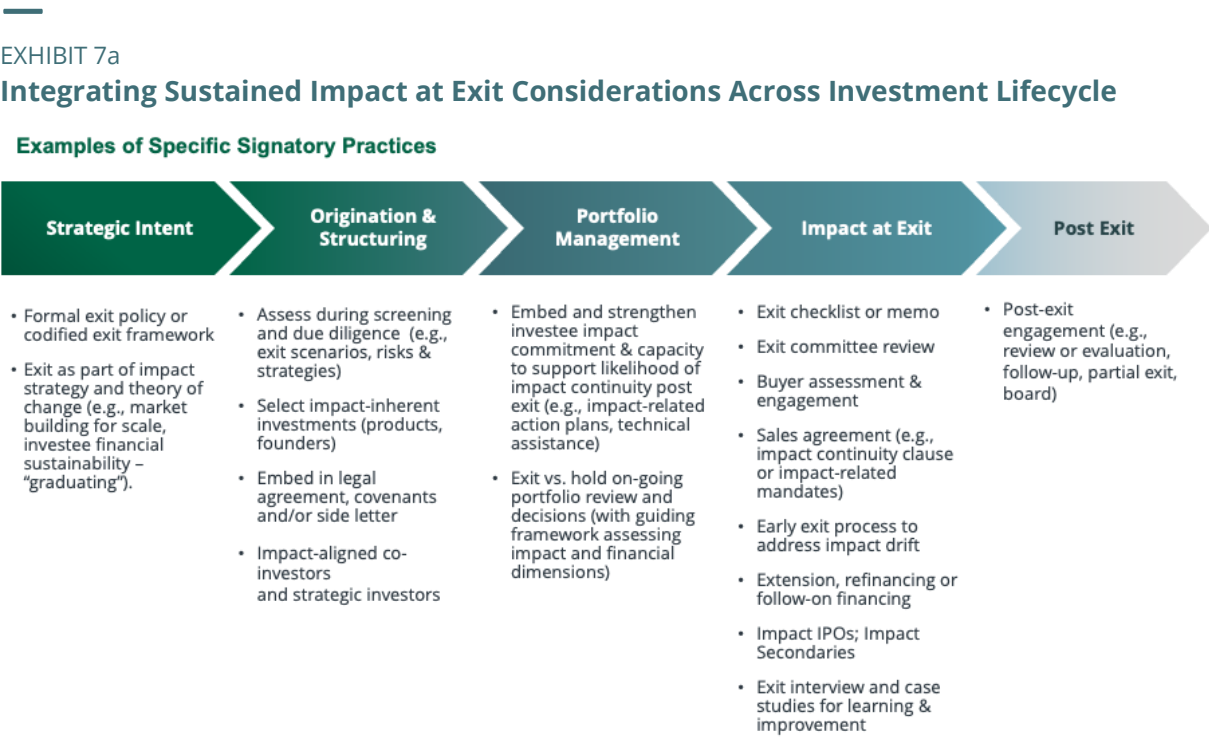 EXHIBIT 7a
Integrating Sustained Impact at Exit Considerations Across Investment Lifecycle
Examples of Specific Signatory Practices
Strategic Intent
Origination &
Structuring
Portfolio
Management
Impact at Exit
Post Exit
• Formal exit policy or
codified exit framework
• Exit as part of impact
strategy and theory of
change (e.g., market
building for scale,
investee financial
sustainability –
“graduating”).
• Assess during screening
and due diligence (e.g.,
exit scenarios, risks &
strategies)
• Select impact-inherent
investments (products,
founders)
• Embed in legal
agreement, covenants
and/or side letter
• Impact-aligned co-
investors
and strategic investors
• Embed and strengthen
investee impact
commitment & capacity
to support likelihood of
impact continuity post
exit (e.g., impact-related
action plans, technical
assistance)
• Exit vs. hold on-going
portfolio review and
decisions (with guiding
framework assessing
impact and financial
dimensions)
• Exit checklist or memo
• Exit committee review
• Buyer assessment &
engagement
• Sales agreement (e.g.,
impact continuity clause
or impact-related
mandates)
• Early exit process to
address impact drift
• Extension, refinancing or
follow-on financing
• Impact IPOs; Impact
Secondaries
• Exit interview and case
studies for learning &
improvement
• Post-exit
engagement (e.g.,
review or evaluation,
follow-up, partial exit,
board)